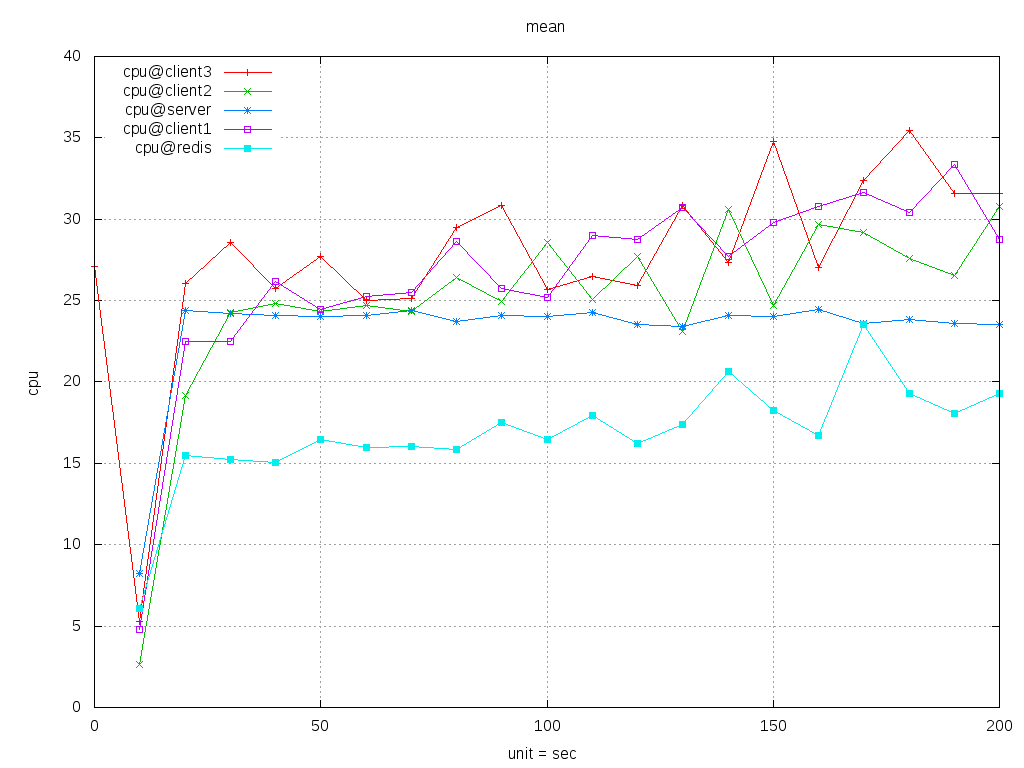 mean
cpu@client3
cpu@client2
cpu@server
cpu@client1
cpu@redis
40
35
30
25
20
15
10
5
0
cpu
0 50 100 150 200
unit = sec